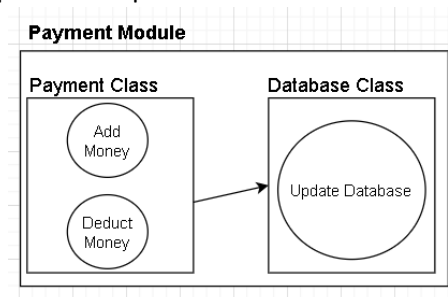 Payment Module
Payment Class
Database Class
Add
Money
Update Database
Deduct
Money